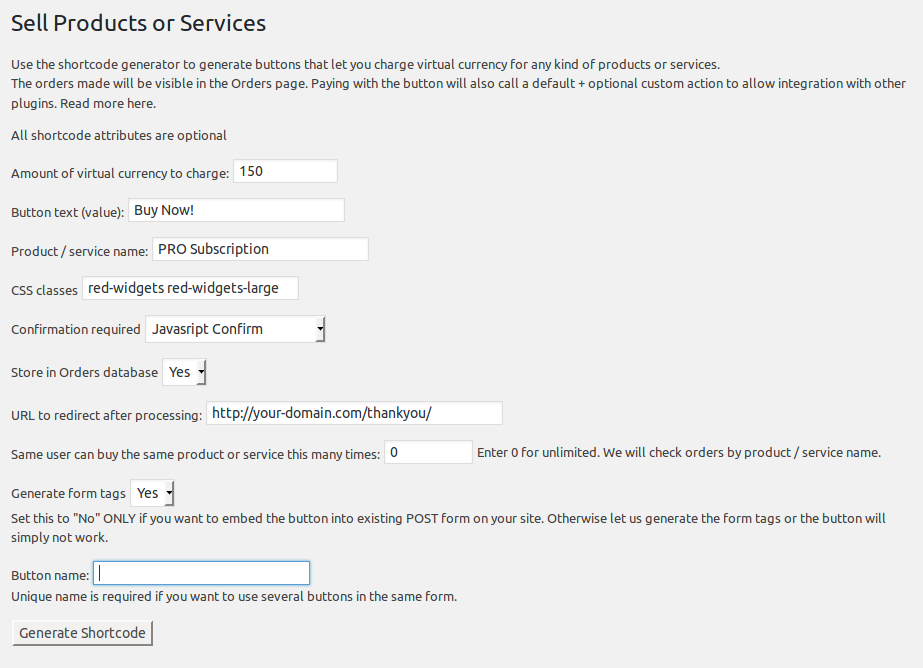 Sell Products or Services
Use the shortcode generator to generate buttons that let you charge virtual currency for any kind of products or services.
The orders made will be visible in the Orders page. Paying with the button will also call a default + optional custom action to allow integration with other
plugins. Read more here.
All shortcode attributes are optional
Amount of virtual currency to charge: 150
Button text (value): Buy Now!
Product / service name: PRO Subscription
CSS classes red-widgets red-widgets-large
Confirmation required Javasript Confirm
Store in Orders database Yes
URL to redirect after processing: http://your-domain.com/thankyou/
Same user can buy the same product or service this many times: 0 Enter 0 for unlimited. We will check orders by product / service name.
Generate form tags Yes
Set this to "No" ONLY if you want to embed the button into existing POST form on your site. Otherwise let us generate the form tags or the button will
simply not work.
Button name:
Unique name is required if you want to use several buttons in the same form.
Generate Shortcode